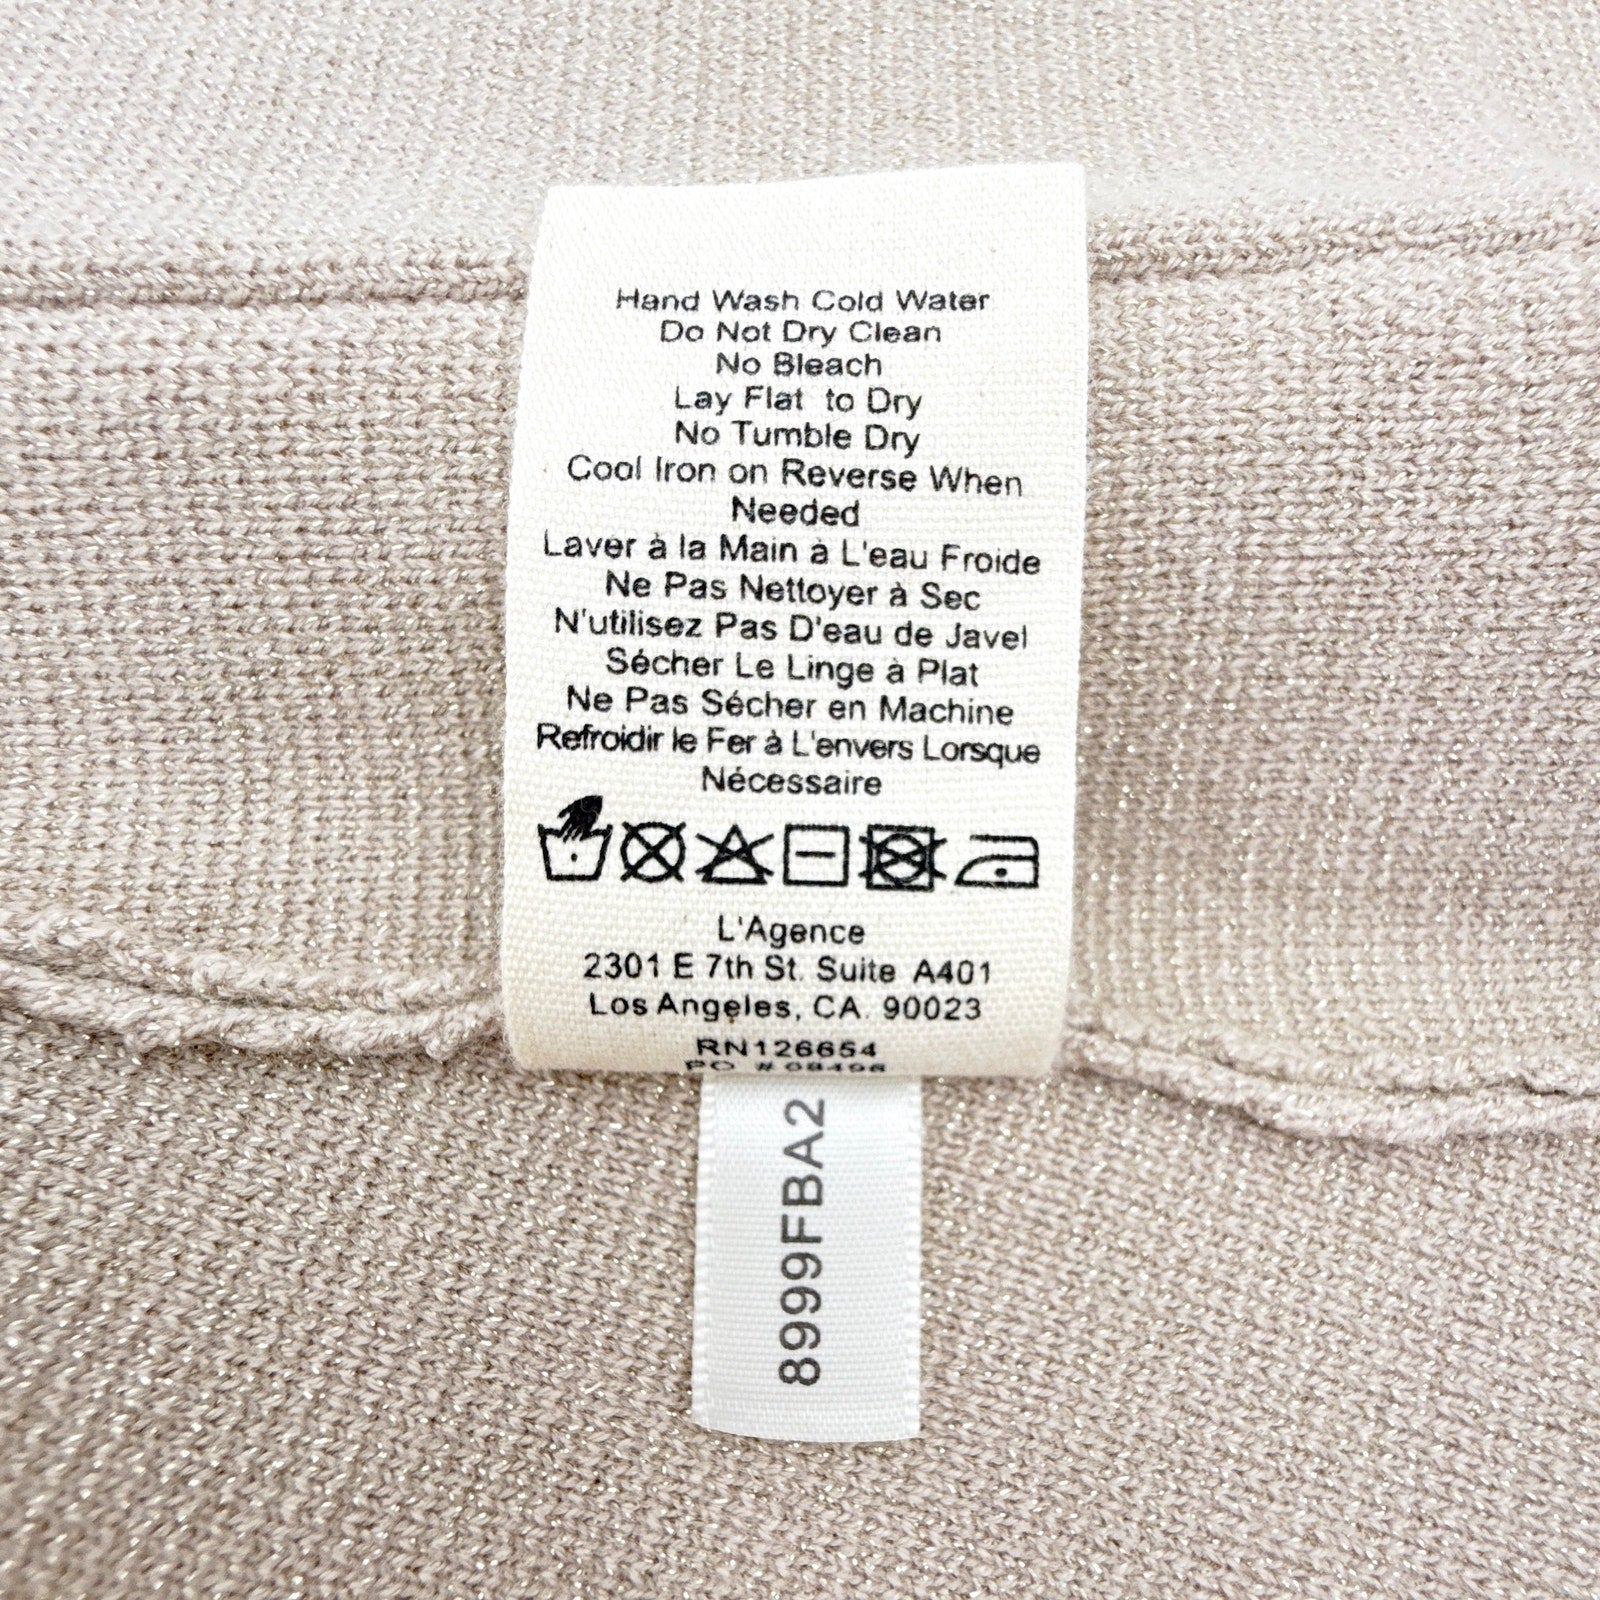 Hand Wash Cold Water
Do Not Dry Clean
No Bleach
Lay Flat to Dry
No Tumble Dry
Cool Iron on Reverse When
Needed
Laver à la Main à L'eau Froide
Ne Pas Nettoyer à Sec
N'utilisez Pas D'eau de Javel
Sécher Le Linge à Plat
Ne Pas Sécher en Machine
Refroidir le Fer à L'envers Lorsque
Nécessaire
L'Agence
2301 E 7th St. Suite A401
Los Angeles, CA. 90023
RN126654
PO # 08496
8999FBA2